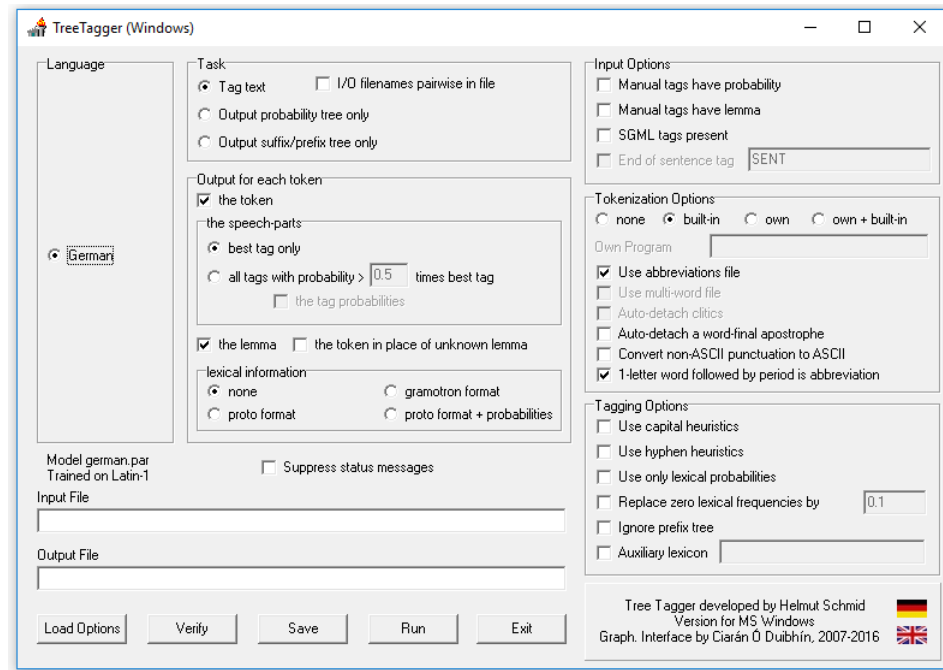 TreeTagger (Windows)
Language
German
Model german.par
Trained on Latin-1
Task
Tag text
I/O filenames pairwise in file
Output probability tree only
Output suffix/prefix tree only
Output for each token
the token
the speech-parts
best tag only
all tags with probability > 0.5 times best tag
the tag probabilities
the lemma
the token in place of unknown lemma
lexical information
none
gramotron format
proto format
proto format + probabilities
Suppress status messages
Input File
Output File
Load Options
Verify
Save
Run
Exit
Input Options
Manual tags have probability
Manual tags have lemma
SGML tags present
End of sentence tag SENT
Tokenization Options
none built-in own own + built-in
Own Program
Use abbreviations file
Use multi-word file
Auto-detach clitics
Auto-detach a word-final apostrophe
Convert non-ASCII punctuation to ASCII
1-letter word followed by period is abbreviation
Tagging Options
Use capital heuristics
Use hyphen heuristics
Use only lexical probabilities
Replace zero lexical frequencies by 0.1
Ignore prefix tree
Auxiliary lexicon
Tree Tagger developed by Helmut Schmid
Version for MS Windows
Graph. Interface by Ciarán Ó Duibhín, 2007-2016